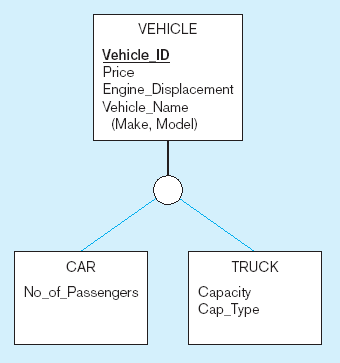 VEHICLE
Vehicle_ID
Price
Engine_Displacement
Vehicle_Name
(Make, Model)
CAR
No_of_Passengers
TRUCK
Capacity
Cap_Type